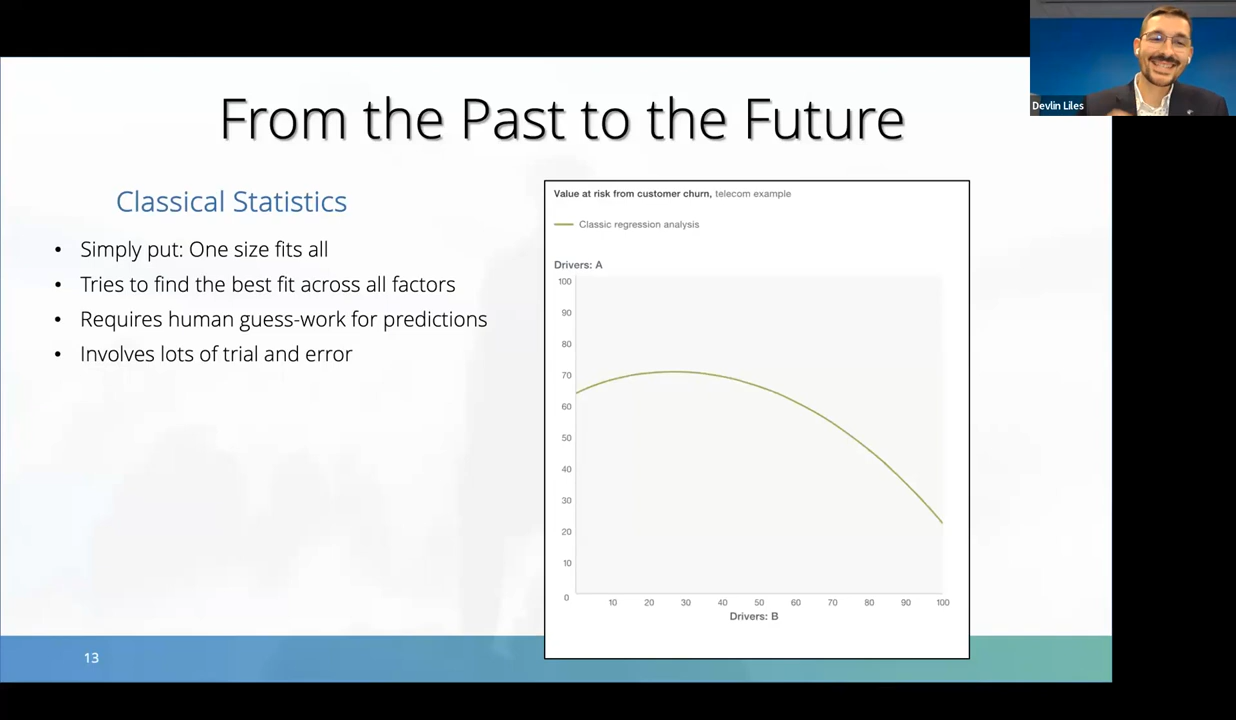 From the Past to the Future
Devlin Liles
Classical Statistics
• Simply put: One size fits all
• Tries to find the best fit across all factors
• Requires human guess-work for predictions
• Involves lots of trial and error
Value at risk from customer churn, telecom example
Classic regression analysis
Drivers: A
100
90
80
70
60
50
40
30
20
10
0
10 20 30 40 50 60 70 80 90 100
Drivers: B
13